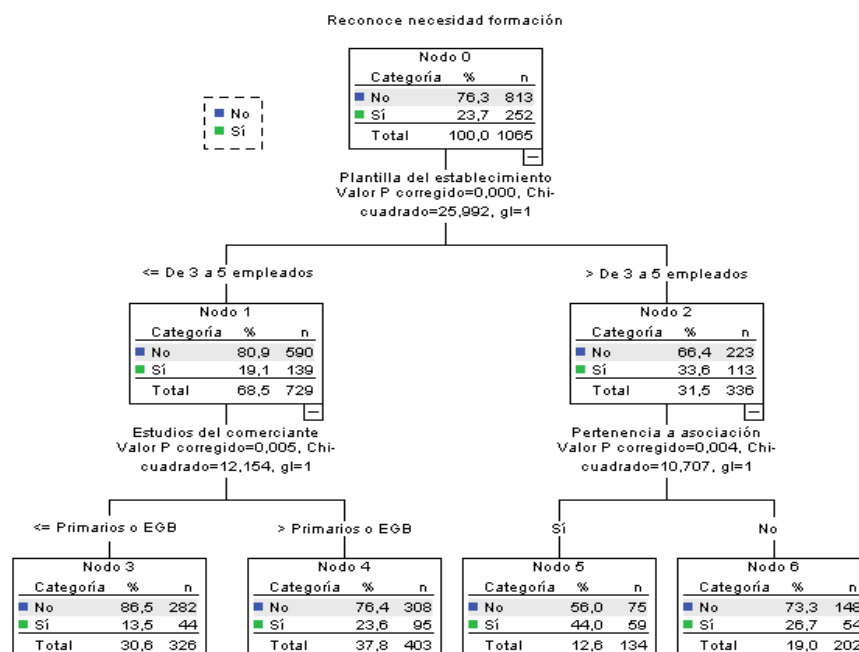 Reconoce necesidad formación
Nodo 0
Categoría % n
No 76,3 813
Sí 23,7 252
Total 100,0 1065
No
Sí
Plantilla del establecimiento
Valor P corregido=0,000, Chi-
cuadrado=25,992, gl=1
<= De 3 a 5 empleados
> De 3 a 5 empleados
Nodo 1
Categoría % n
No 80,9 590
Sí 19,1 139
Total 68,5 729
Nodo 2
Categoría % n
No 66,4 223
Sí 33,6 113
Total 31,5 336
Estudios del comerciante
Valor P corregido=0,005, Chi-
cuadrado=12,154, gl=1
Pertenencia a asociación
Valor P corregido=0,004, Chi-
cuadrado=10,707, gl=1
<= Primarios o EGB
> Primarios o EGB
Sí
No
Nodo 3
Categoría % n
No 86,5 282
Sí 13,5 44
Total 30,6 326
Nodo 4
Categoría % n
No 76,4 308
Sí 23,6 95
Total 37,8 403
Nodo 5
Categoría % n
No 56,0 75
Sí 44,0 59
Total 12,6 134
Nodo 6
Categoría % n
No 73,3 148
Sí 26,7 54
Total 19,0 202